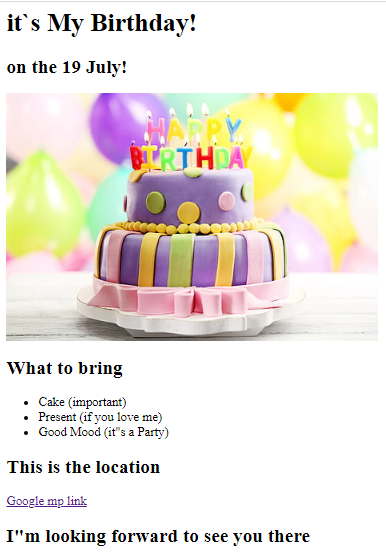 it`s My Birthday!
on the 19 July!
HAPPY
BIRTHDAY
What to bring
Cake (important)
Present (if you love me)
Good Mood (it"s a Party)
This is the location
Google mp link
I"m looking forward to see you there